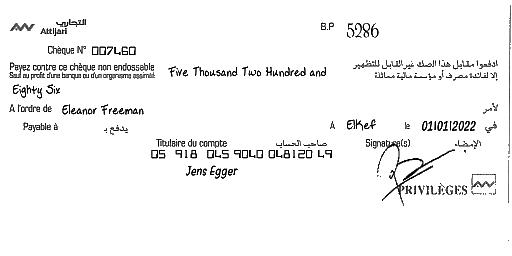 التجاري
Attijari
B.P 5286
Chèque N° 007460
Payez contre ce chèque non endossable
Sauf au profit d'une banque ou d'un organisme assimilé
Five Thousand Two Hundred and
ادفعوا مقابل هذا الصك غير القابل للتظهير
إلا لفائدة مصرف أو مؤسسة مالية مماثلة
Eighty Six
A l'ordre de Eleanor Freeman لأمر
Payable à يدفع بـ A ElKef le 01/01/2022 في
Titulaire du compte صاحب الحساب Signature(s) الإمضاء
05 918 045 9040 048120 49
Jens Egger
PRIVILÈGES